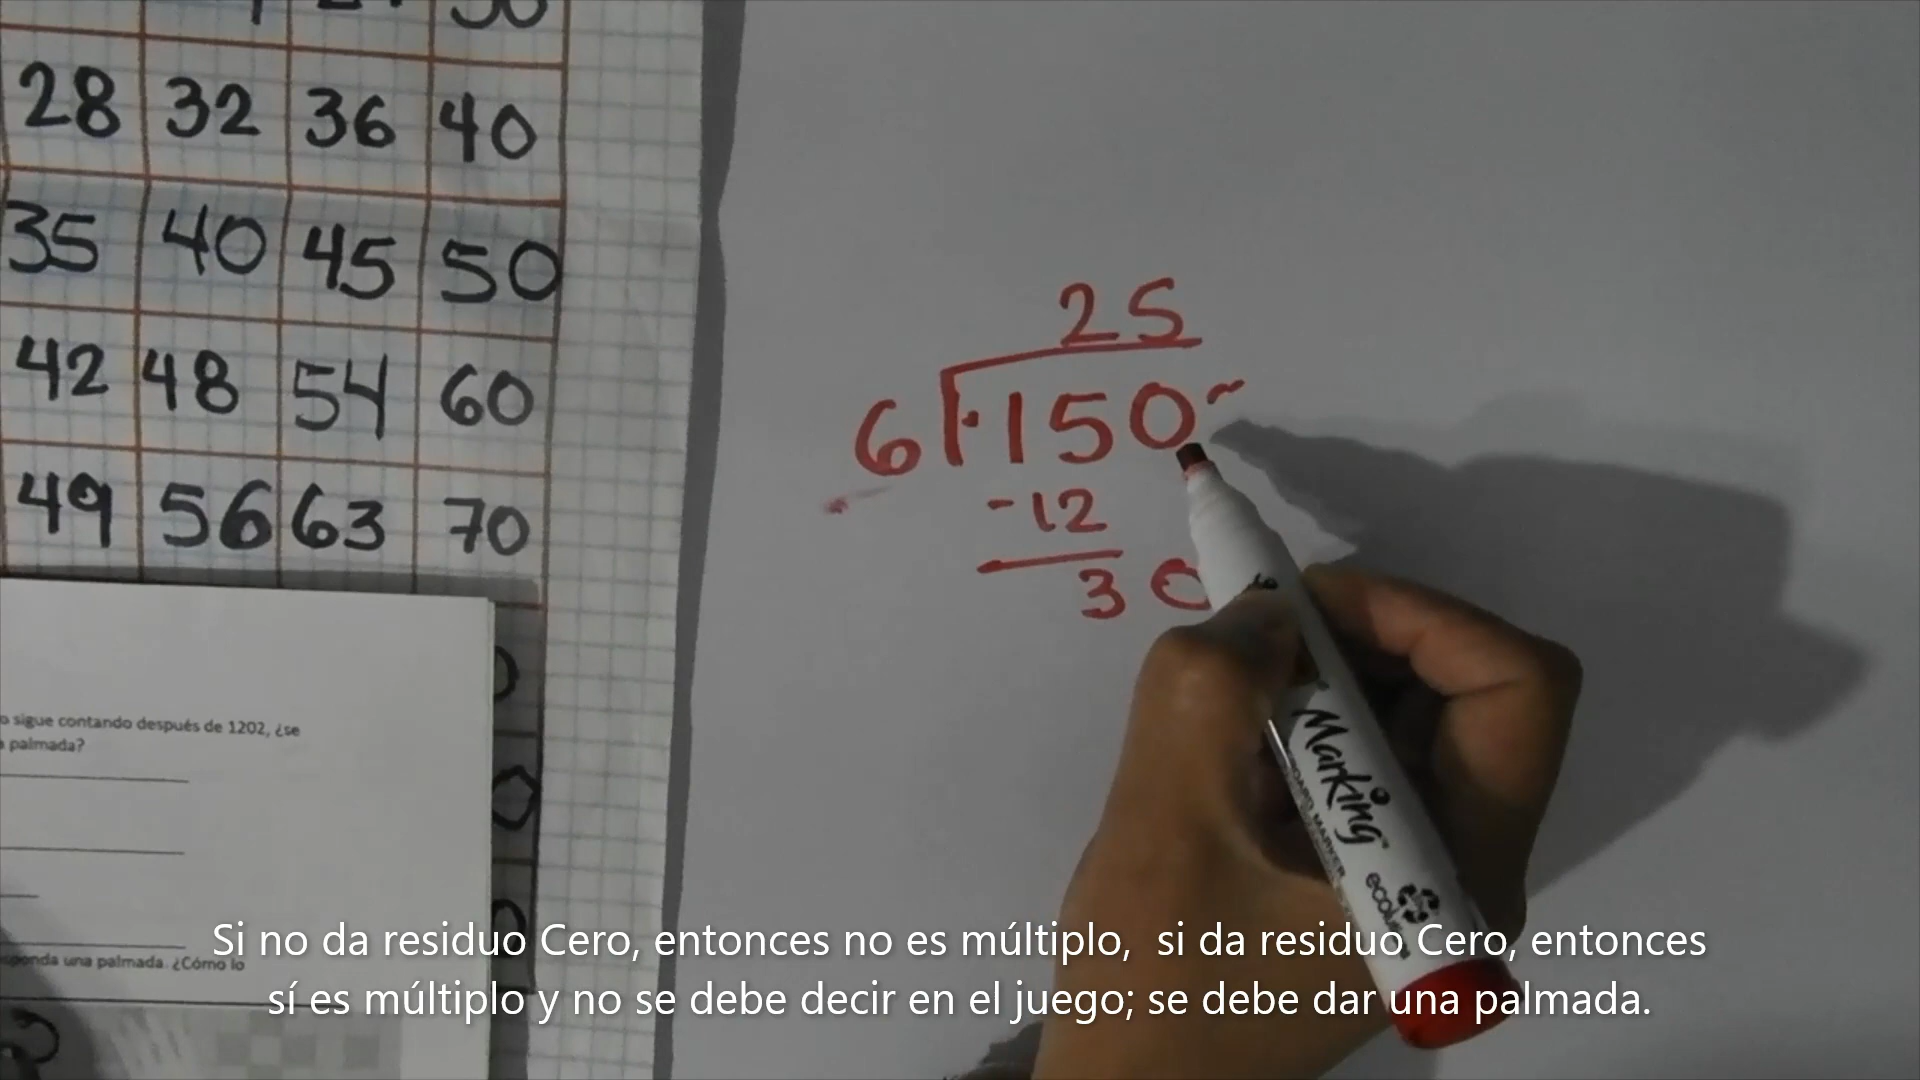 28 32 36 40
35 40 45 50
42 48 54 60
49 56 63 70
sigue contando después de 1202, ¿se
palmada?
una palmada. ¿Cómo lo
25
6 150
-12
30
Marking
BOARD MARKER
Si no da residuo Cero, entonces no es múltiplo, si da residuo Cero, entonces
sí es múltiplo y no se debe decir en el juego; se debe dar una palmada.